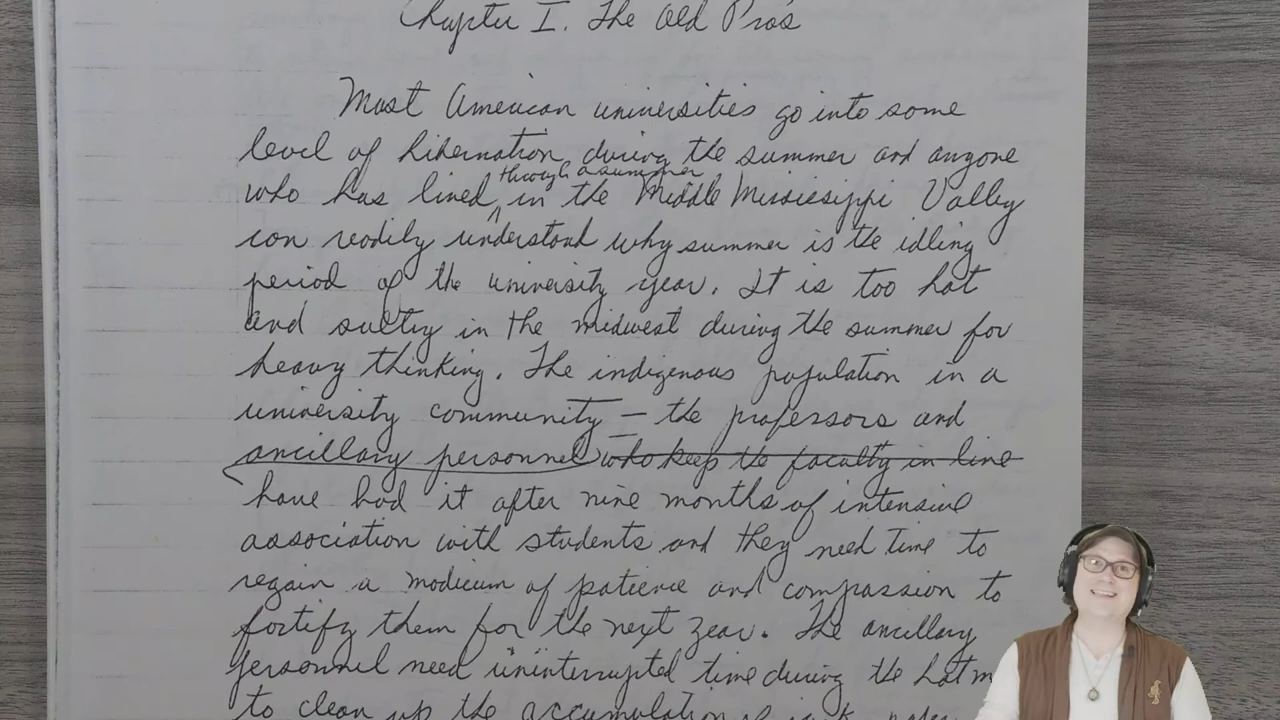 Chapter I. The Old Pros
Most American universities go into some
level of hibernation during the summer and anyone
through a summer
who has lived in the Middle Mississippi Valley
can readily understand why summer is the idling
period of the university year. It is too hot
and sultry in the midwest during the summer for
heavy thinking. The indigenous population in a
university community — the professors and
ancillary personnel who keep the faculty in line
have had it after nine months of intensive
association with students and they need time to
regain a modicum of patience and compassion to
fortify them for the next year. The ancillary
personnel need uninterrupted time during the hot
to clean up the accumulation